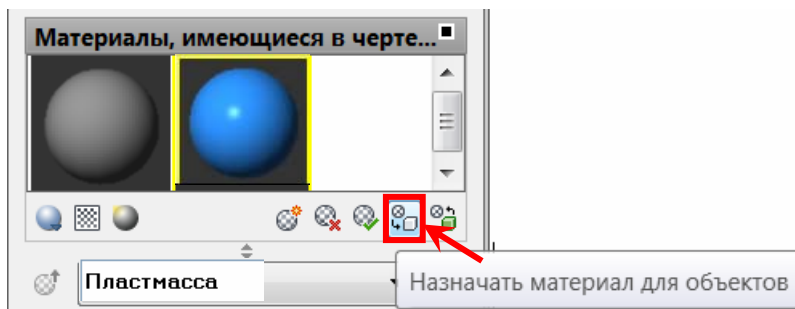 Материалы, имеющиеся в черте...
Пластмасса
Назначать материал для объектов